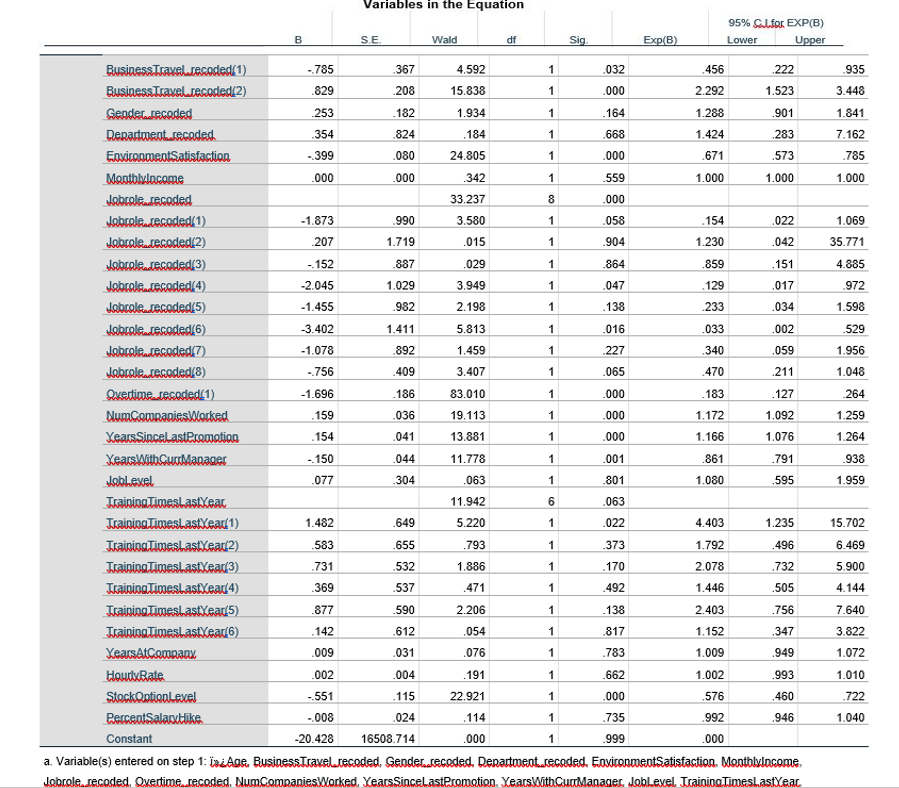 Variables in the Equation
95% C.I.for EXP(B)
B S.E. Wald df Sig. Exp(B) Lower Upper
BusinessTravel_recoded(1) -.785 .367 4.592 1 .032 .456 .222 .935
BusinessTravel_recoded(2) .829 .208 15.838 1 .000 2.292 1.523 3.448
Gender_recoded .253 .182 1.934 1 .164 1.288 .901 1.841
Department_recoded .354 .824 .184 1 .668 1.424 .283 7.162
EnvironmentSatisfaction -.399 .080 24.805 1 .000 .671 .573 .785
MonthlyIncome .000 .000 .342 1 .559 1.000 1.000 1.000
Jobrole_recoded 33.237 8 .000
Jobrole_recoded(1) -1.873 .990 3.580 1 .058 .154 .022 1.069
Jobrole_recoded(2) .207 1.719 .015 1 .904 1.230 .042 35.771
Jobrole_recoded(3) -.152 .887 .029 1 .864 .859 .151 4.885
Jobrole_recoded(4) -2.045 1.029 3.949 1 .047 .129 .017 .972
Jobrole_recoded(5) -1.455 .982 2.198 1 .138 .233 .034 1.598
Jobrole_recoded(6) -3.402 1.411 5.813 1 .016 .033 .002 .529
Jobrole_recoded(7) -1.078 .892 1.459 1 .227 .340 .059 1.956
Jobrole_recoded(8) -.756 .409 3.407 1 .065 .470 .211 1.048
Overtime_recoded(1) -1.696 .186 83.010 1 .000 .183 .127 .264
NumCompaniesWorked .159 .036 19.113 1 .000 1.172 1.092 1.259
YearsSinceLastPromotion .154 .041 13.881 1 .000 1.166 1.076 1.264
YearsWithCurrManager -.150 .044 11.778 1 .001 .861 .791 .938
JobLevel .077 .304 .063 1 .801 1.080 .595 1.959
TrainingTimesLastYear 11.942 6 .063
TrainingTimesLastYear(1) 1.482 .649 5.220 1 .022 4.403 1.235 15.702
TrainingTimesLastYear(2) .583 .655 .793 1 .373 1.792 .496 6.469
TrainingTimesLastYear(3) .731 .532 1.886 1 .170 2.078 .732 5.900
TrainingTimesLastYear(4) .369 .537 .471 1 .492 1.446 .505 4.144
TrainingTimesLastYear(5) .877 .590 2.206 1 .138 2.403 .756 7.640
TrainingTimesLastYear(6) .142 .612 .054 1 .817 1.152 .347 3.822
YearsAtCompany .009 .031 .076 1 .783 1.009 .949 1.072
HourlyRate .002 .004 .191 1 .662 1.002 .993 1.010
StockOptionLevel -.551 .115 22.921 1 .000 .576 .460 .722
PercentSalaryHike -.008 .024 .114 1 .735 .992 .946 1.040
Constant -20.428 16508.714 .000 1 .999 .000
a. Variable(s) entered on step 1: ï»¿Age, BusinessTravel_recoded, Gender_recoded, Department_recoded, EnvironmentSatisfaction, MonthlyIncome,
Jobrole_recoded, Overtime_recoded, NumCompaniesWorked, YearsSinceLastPromotion, YearsWithCurrManager, JobLevel, TrainingTimesLastYear,